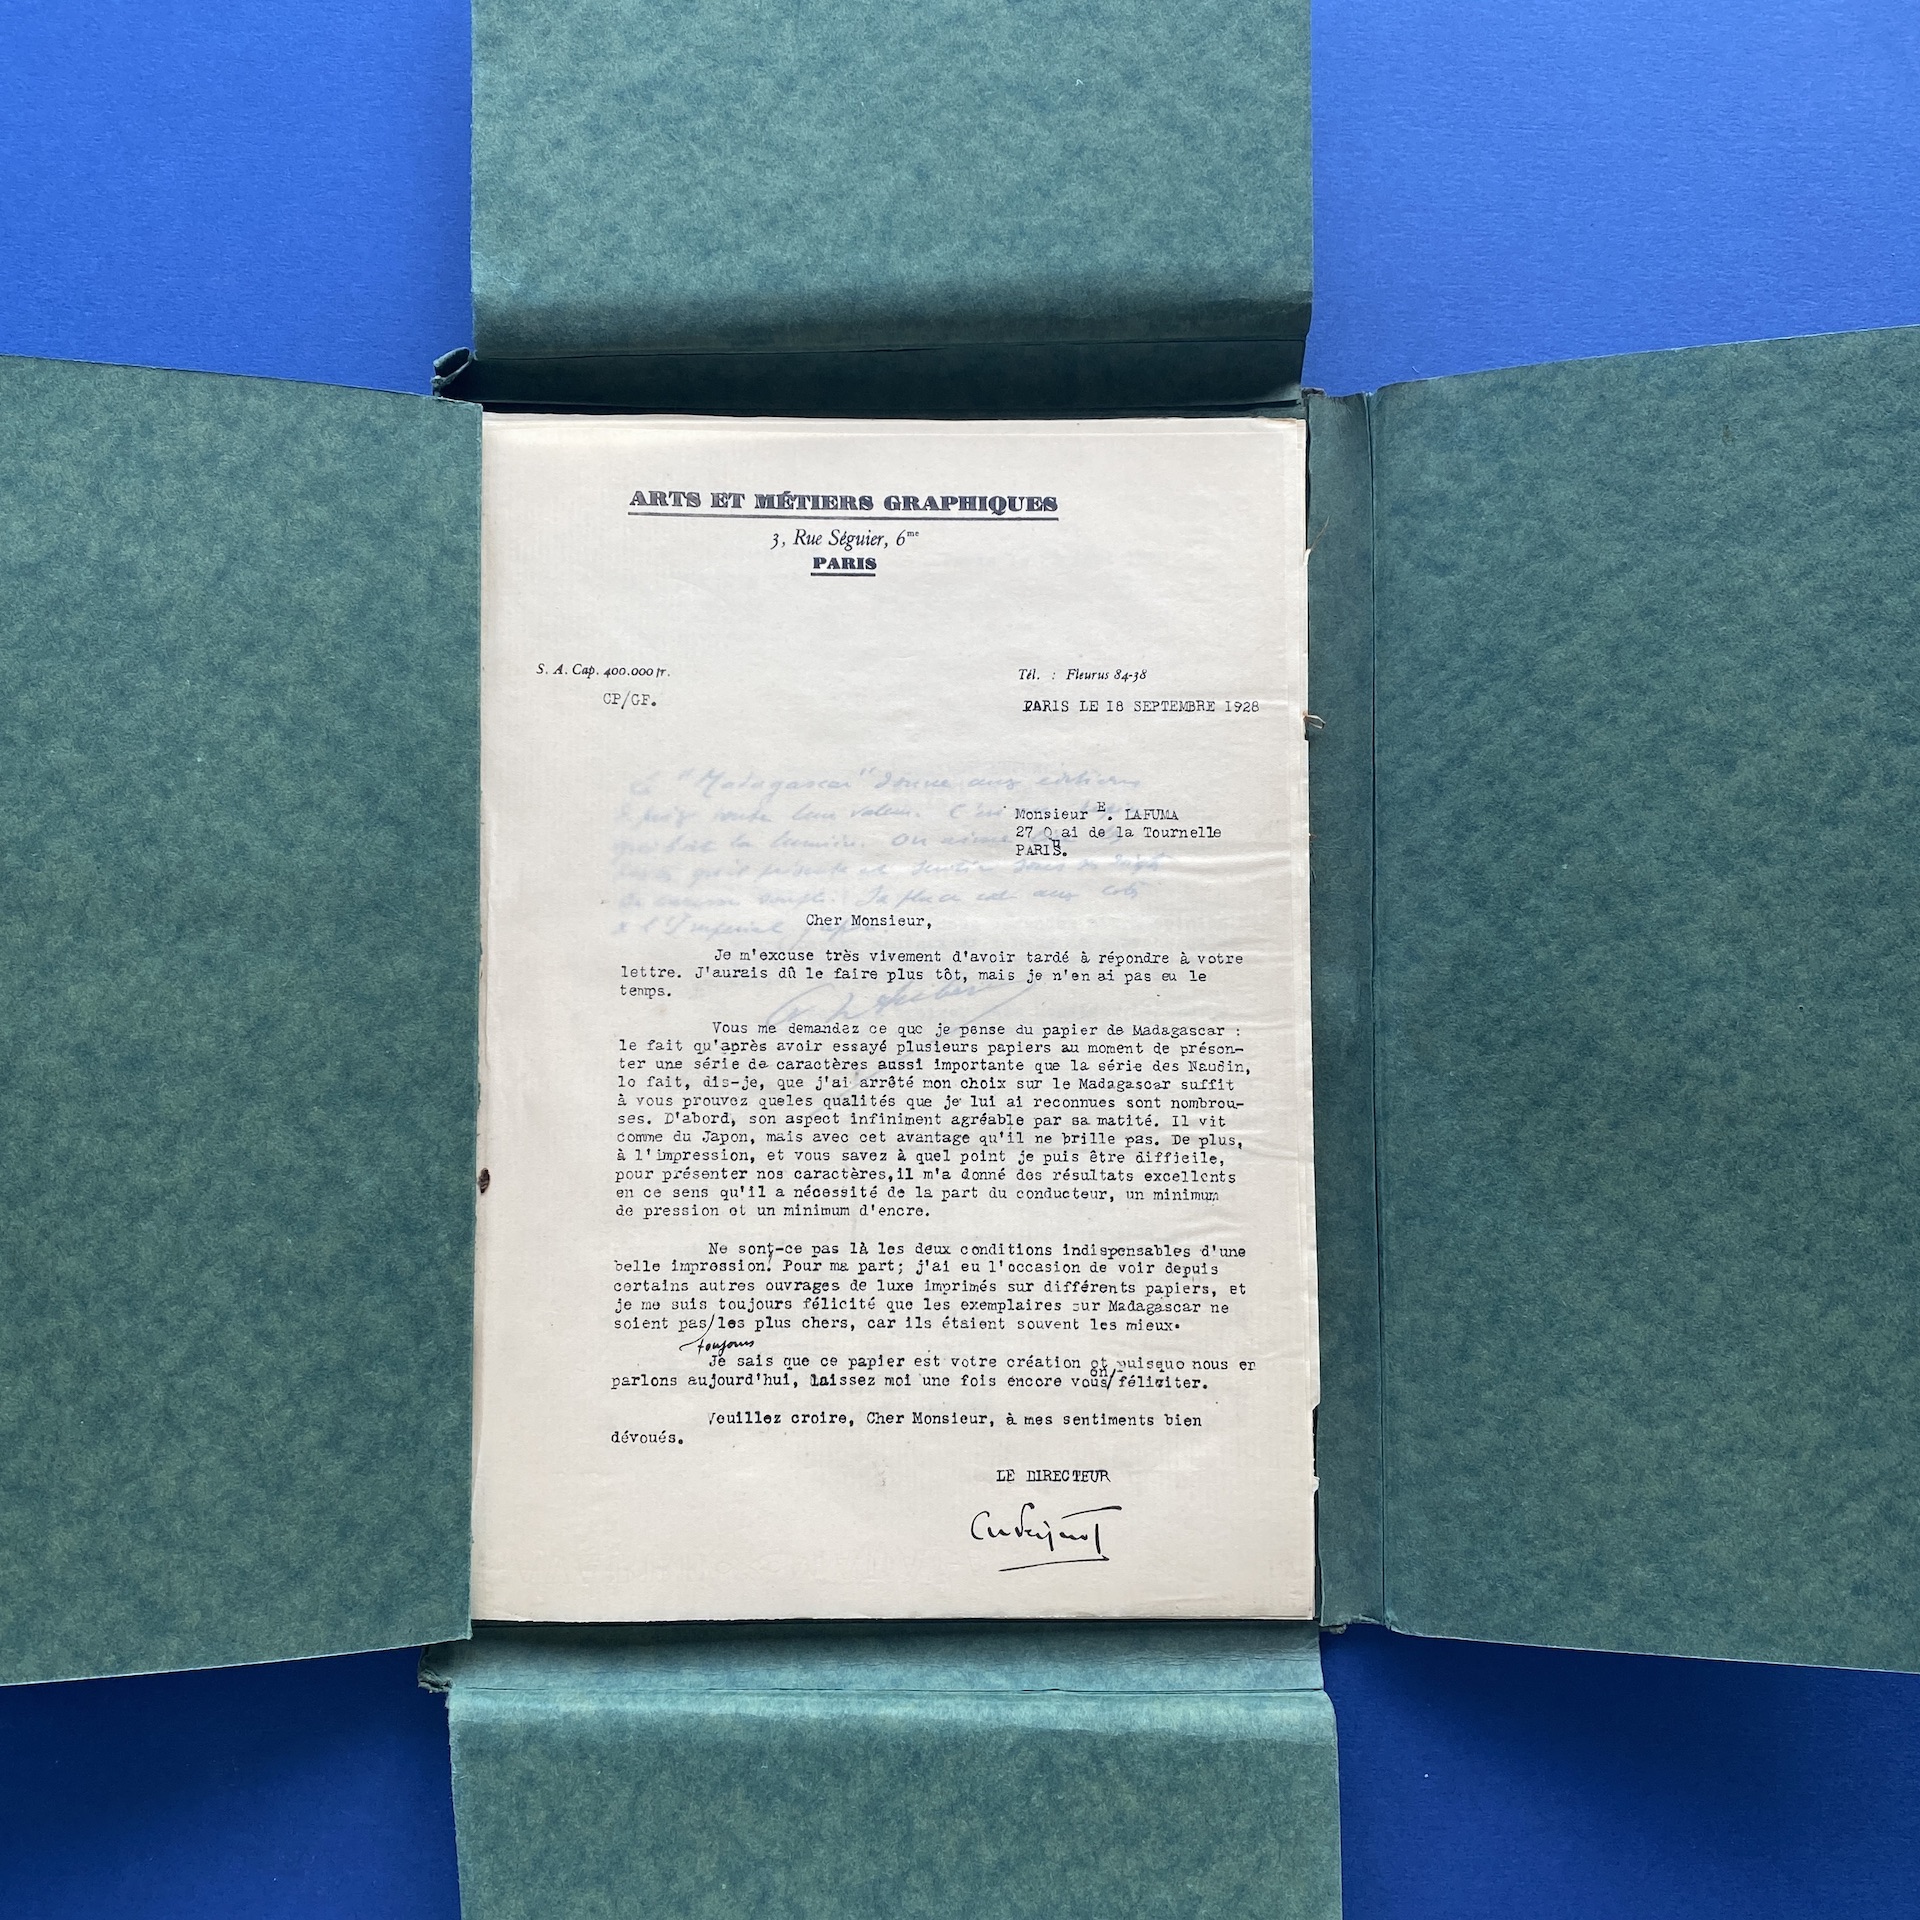 ARTS ET MÉTIERS GRAPHIQUES
3, Rue Séguier, 6me
PARIS
S. A. Cap. 400.000 fr.
Tél. : Fleurus 84-38
CP/GF.
PARIS LE 18 SEPTEMBRE 1928
"Madagascar" donne aux éditions
Monsieur E. LAFUMA
27 Quai de la Tournelle
PARIS.
Cher Monsieur,
Je m'excuse très vivement d'avoir tardé à répondre à votre
lettre. J'aurais dû le faire plus tôt, mais je n'en ai pas eu le
temps.
Vous me demandez ce que je pense du papier de Madagascar :
le fait qu'après avoir essayé plusieurs papiers au moment de présen-
ter une série de caractères aussi importante que la série des Naudin,
le fait, dis-je, que j'ai arrêté mon choix sur le Madagascar suffit
à vous prouvez queles qualités que je lui ai reconnues sont nombreu-
ses. D'abord, son aspect infiniment agréable par sa matité. Il vit
comme du Japon, mais avec cet avantage qu'il ne brille pas. De plus,
à l'impression, et vous savez à quel point je puis être difficile,
pour présenter nos caractères,il m'a donné des résultats excellents
en ce sens qu'il a nécessité de la part du conducteur, un minimum
de pression et un minimum d'encre.
Ne sont-ce pas là les deux conditions indispensables d'une
belle impression. Pour ma part; j'ai eu l'occasion de voir depuis
certains autres ouvrages de luxe imprimés sur différents papiers, et
je me suis toujours félicité que les exemplaires sur Madagascar ne
soient pas/les plus chers, car ils étaient souvent les mieux.
toujours
Je sais que ce papier est votre création et puisque nous en
parlons aujourd'hui, laissez moi une fois encore vous en/féliciter.
Veuillez croire, Cher Monsieur, à mes sentiments bien
dévoués.
LE DIRECTEUR